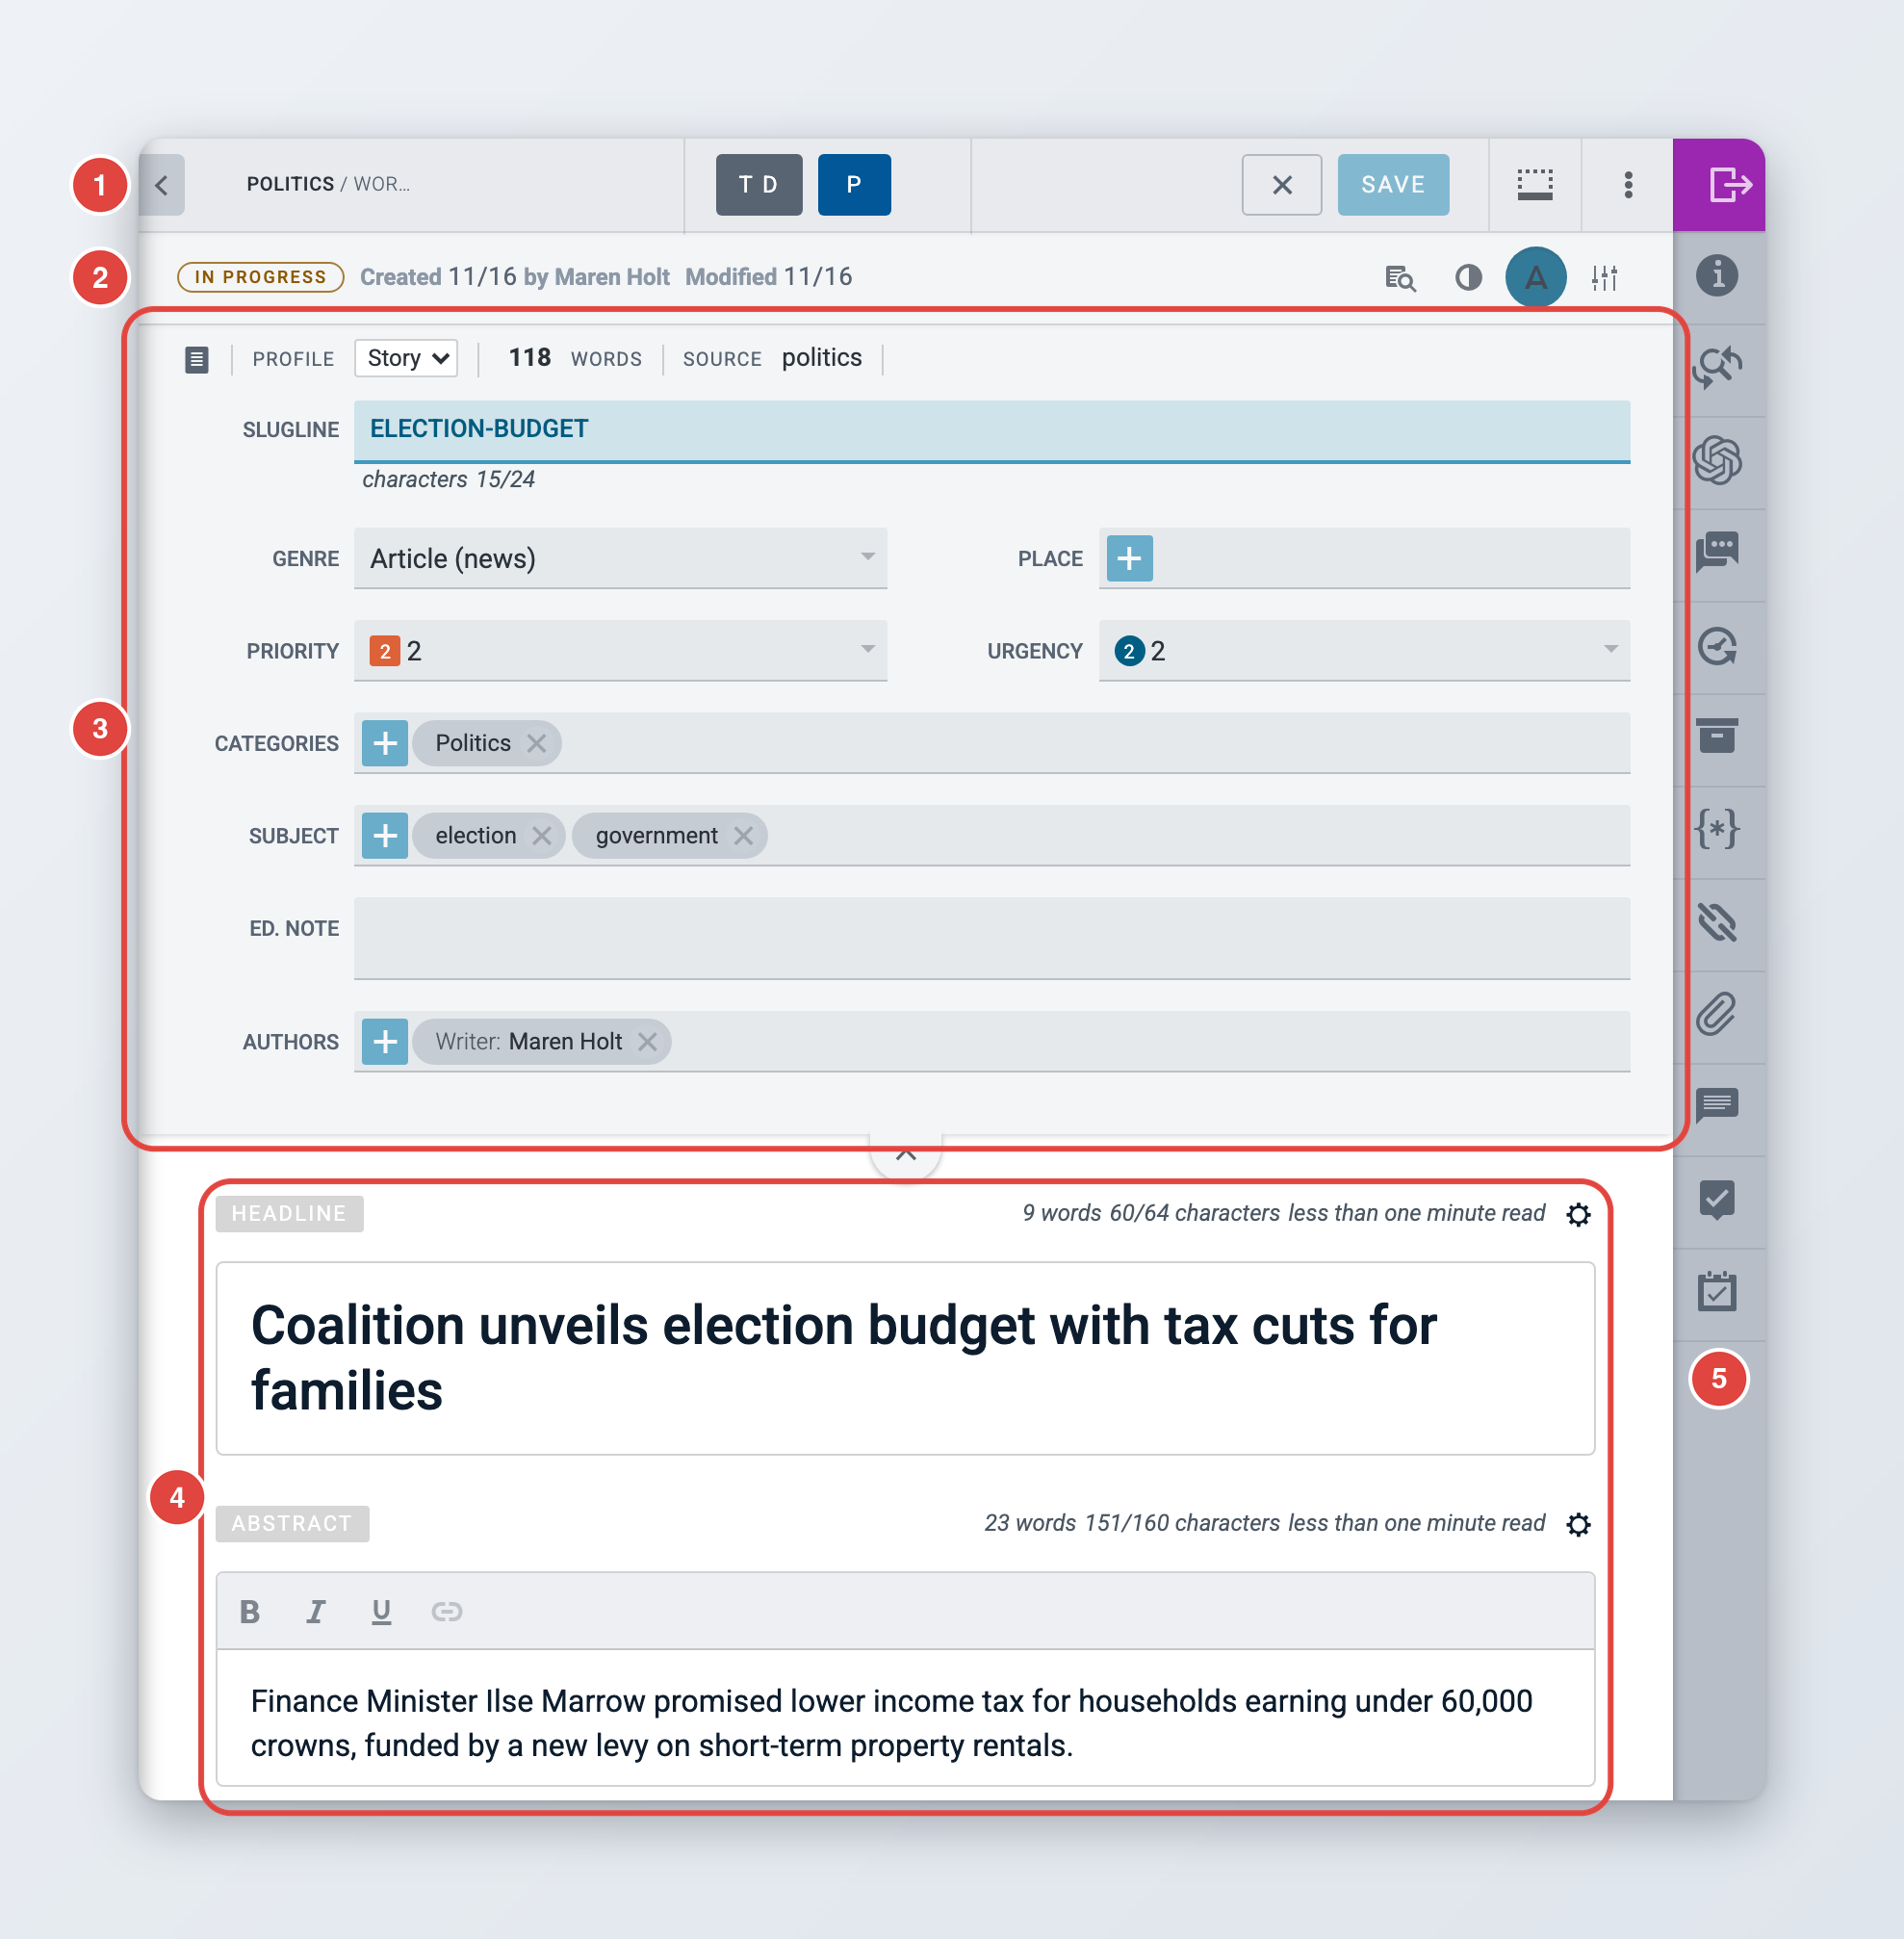 1
POLITICS / WOR...
T D
P
SAVE
2
IN PROGRESS Created 11/16 by Maren Holt Modified 11/16
A
PROFILE Story 118 WORDS SOURCE politics
SLUGLINE ELECTION-BUDGET
characters 15/24
GENRE Article (news)
PLACE
PRIORITY 2 2
URGENCY 2 2
3
CATEGORIES Politics
SUBJECT election government
ED. NOTE
AUTHORS Writer: Maren Holt
HEADLINE 9 words 60/64 characters less than one minute read
Coalition unveils election budget with tax cuts for
families
5
4
ABSTRACT 23 words 151/160 characters less than one minute read
B I U
Finance Minister Ilse Marrow promised lower income tax for households earning under 60,000
crowns, funded by a new levy on short-term property rentals.